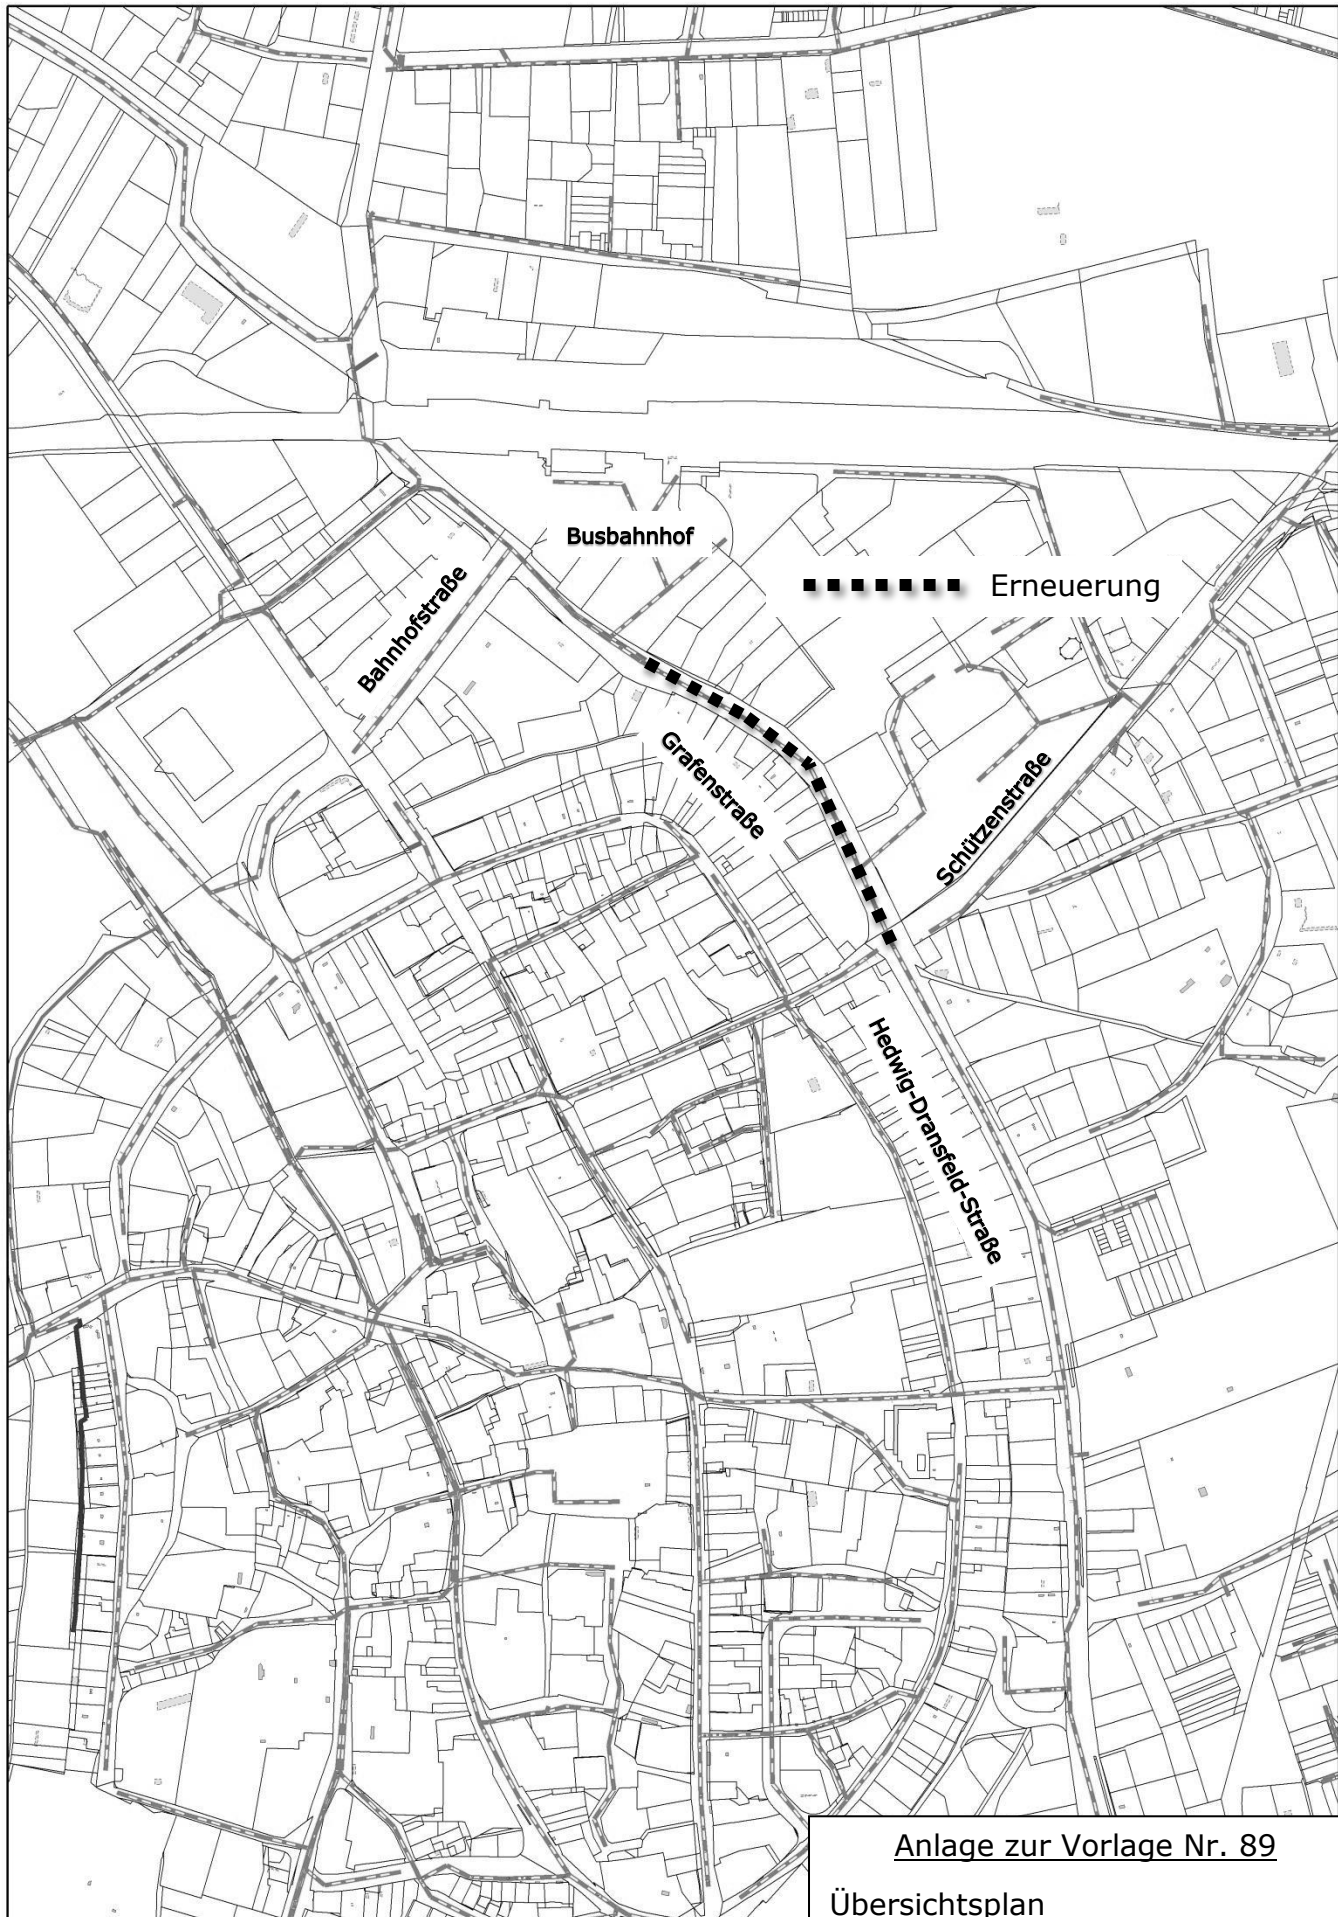 Busbahnhof
Erneuerung
Bahnhofstraße
Grafenstraße
Schützenstraße
Hedwig-Dransfeld-Straße
Anlage zur Vorlage Nr. 89
Übersichtsplan